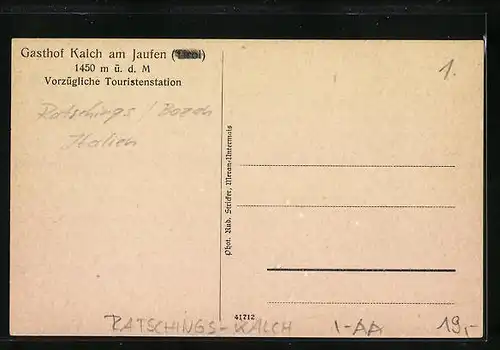 Gasthof Kalch am Jaufen (Tirol)
1450 m ü. d. M
Vorzügliche Touristenstation
Ratschings / Bozen
Italien
1.
Phot. Rud. Stricker, Meran-Untermais
41712
RATSCHINGS-KALCH I-AA 19,-